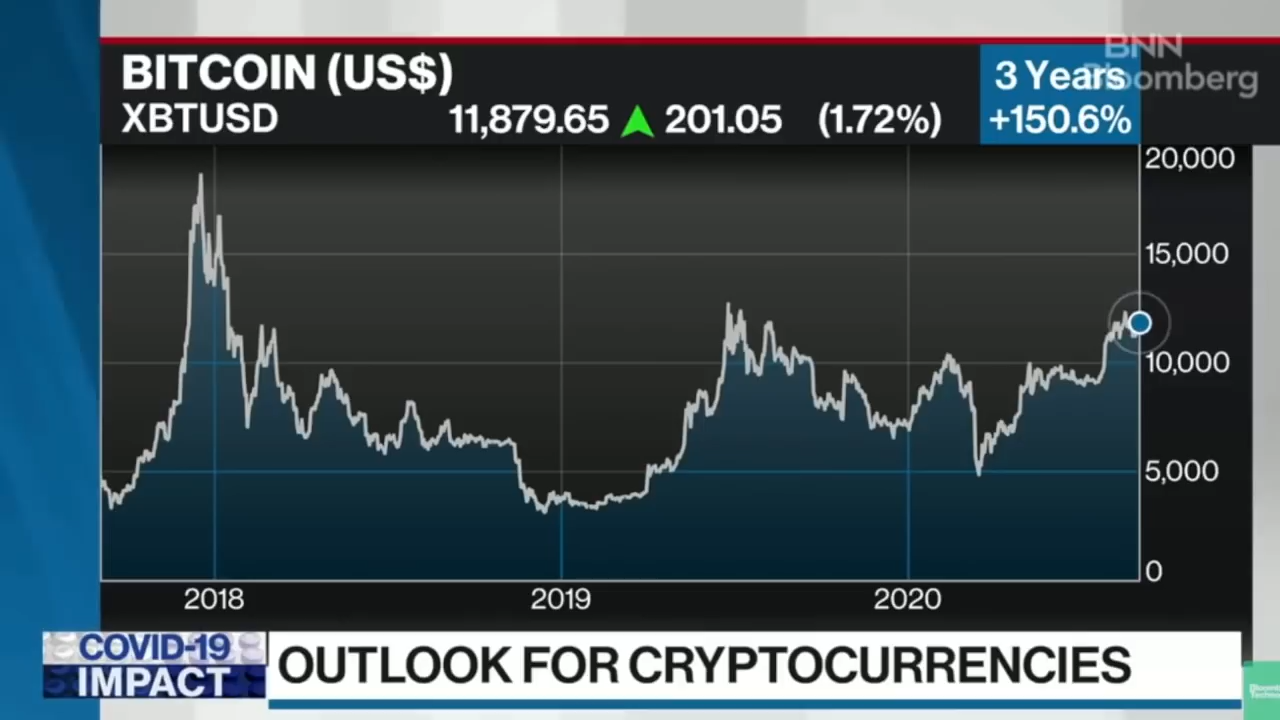 BNN
Bloomberg
BITCOIN (US$)
XBTUSD
11,879.65 ▲ 201.05 (1.72%)
3 Years
+150.6%
20,000
15,000
10,000
5,000
0
2018 2019 2020
COVID-19
IMPACT
OUTLOOK FOR CRYPTOCURRENCIES